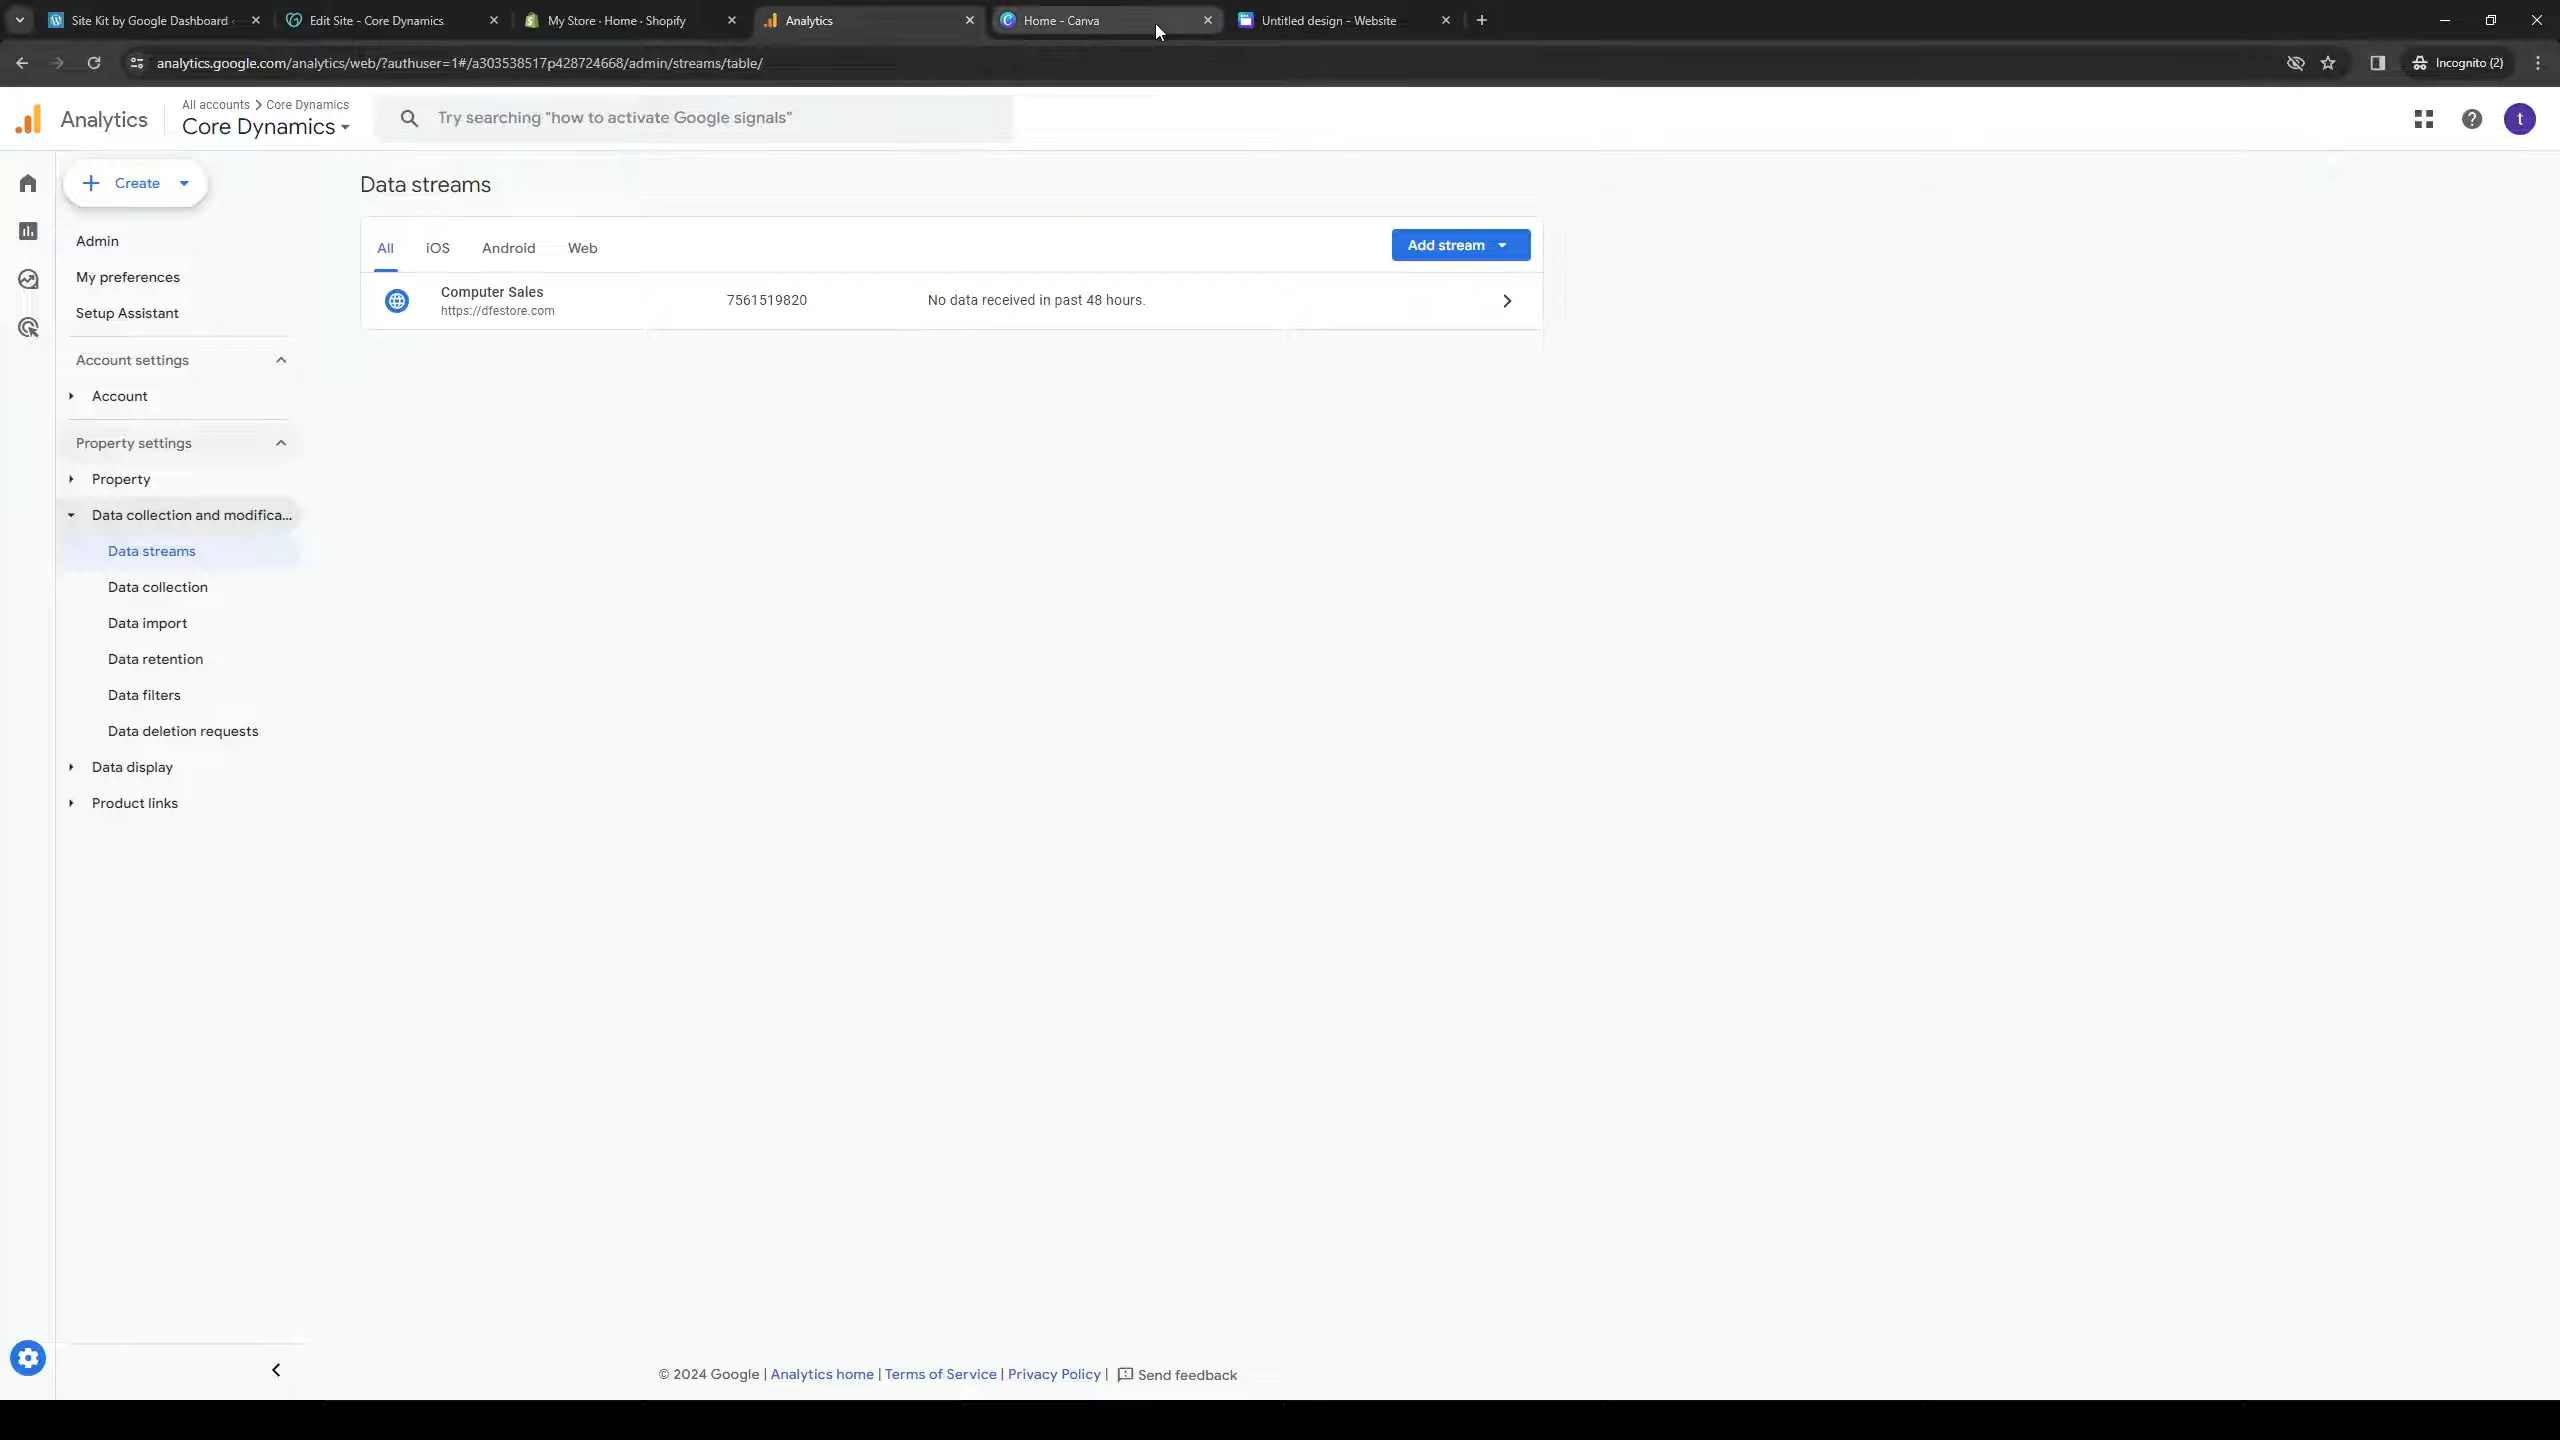 Site Kit by Google Dashboard
Edit Site - Core Dynamics
My Store · Home · Shopify
Analytics
Home - Canva
Untitled design - Website
analytics.google.com/analytics/web/?authuser=1#/a303538517p428724668/admin/streams/table/
Incognito (2)
Analytics
All accounts > Core Dynamics
Core Dynamics
Try searching "how to activate Google signals"
t
Create
Admin
My preferences
Setup Assistant
Account settings
Account
Property settings
Property
Data collection and modifica...
Data streams
Data collection
Data import
Data retention
Data filters
Data deletion requests
Data display
Product links
Data streams
All
iOS
Android
Web
Add stream
Computer Sales
https://dfestore.com
7561519820
No data received in past 48 hours.
© 2024 Google | Analytics home | Terms of Service | Privacy Policy | Send feedback